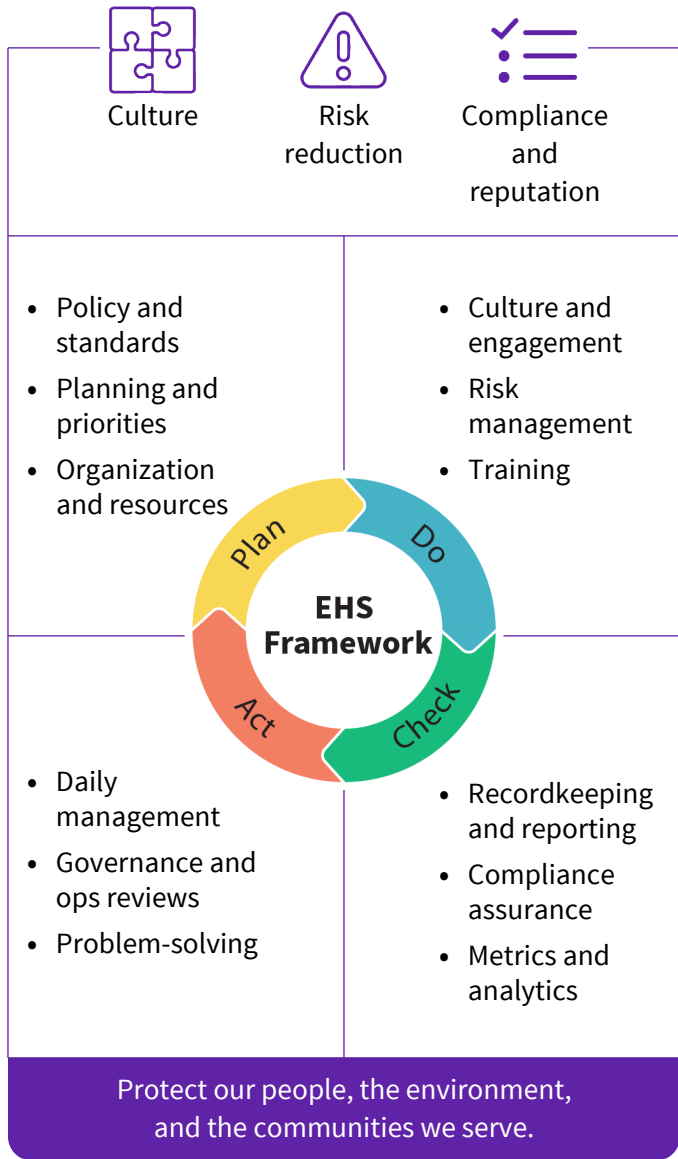 Culture
Risk
reduction
Compliance
and
reputation
• Policy and
standards
• Planning and
priorities
• Organization
and resources
• Culture and
engagement
• Risk
management
• Training
Plan
Do
EHS
Framework
Act
Check
• Daily
management
• Governance and
ops reviews
• Problem-solving
• Recordkeeping
and reporting
• Compliance
assurance
• Metrics and
analytics
Protect our people, the environment,
and the communities we serve.